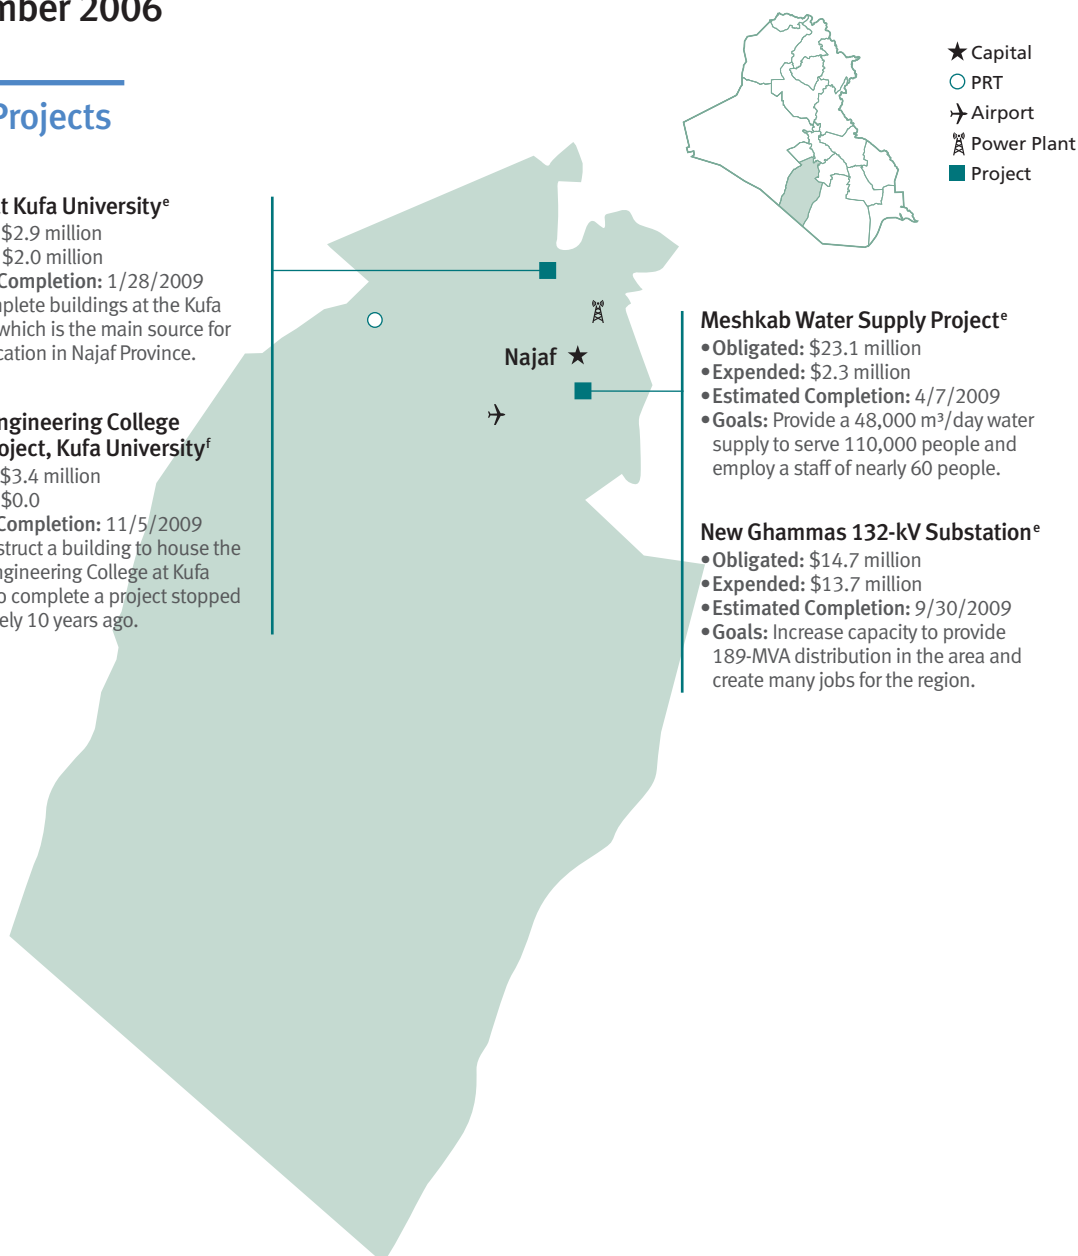 mber 2006
Projects
Capital
PRT
Airport
Power Plant
Project
t Kufa Universityᵉ
$2.9 million
$2.0 million
Completion: 1/28/2009
mplete buildings at the Kufa
which is the main source for
cation in Najaf Province.
ngineering College
oject, Kufa Universityᶠ
$3.4 million
$0.0
Completion: 11/5/2009
struct a building to house the
ngineering College at Kufa
o complete a project stopped
ely 10 years ago.
Najaf
Meshkab Water Supply Projectᵉ
• Obligated: $23.1 million
• Expended: $2.3 million
• Estimated Completion: 4/7/2009
• Goals: Provide a 48,000 m³/day water
supply to serve 110,000 people and
employ a staff of nearly 60 people.
New Ghammas 132-kV Substationᵉ
• Obligated: $14.7 million
• Expended: $13.7 million
• Estimated Completion: 9/30/2009
• Goals: Increase capacity to provide
189-MVA distribution in the area and
create many jobs for the region.